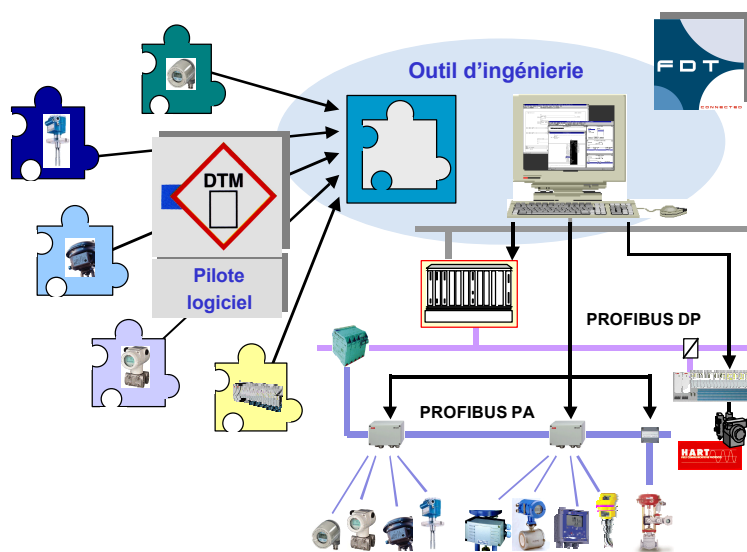 Outil d'ingénierie
FDT
CONNECTED
DTM
Pilote
logiciel
PROFIBUS DP
PROFIBUS PA
HART